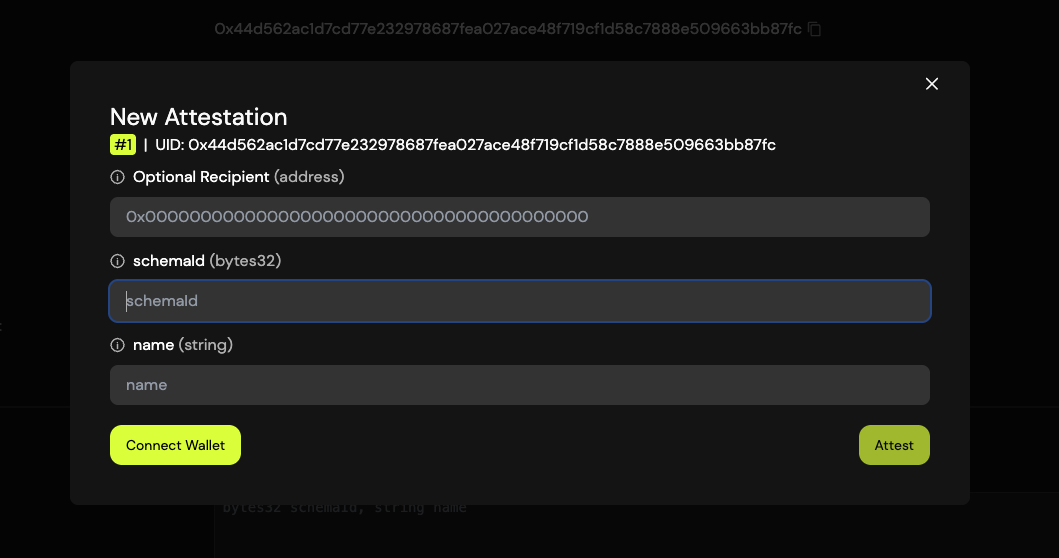 0x44d562ac1d7cd77e232978687fea027ace48f719cf1d58c7888e509663bb87fc
New Attestation
#1 | UID: 0x44d562ac1d7cd77e232978687fea027ace48f719cf1d58c7888e509663bb87fc
Optional Recipient (address)
0x0000000000000000000000000000000000000000
schemaId (bytes32)
schemaId
name (string)
name
Connect Wallet
Attest
bytes32 schemaId, string name